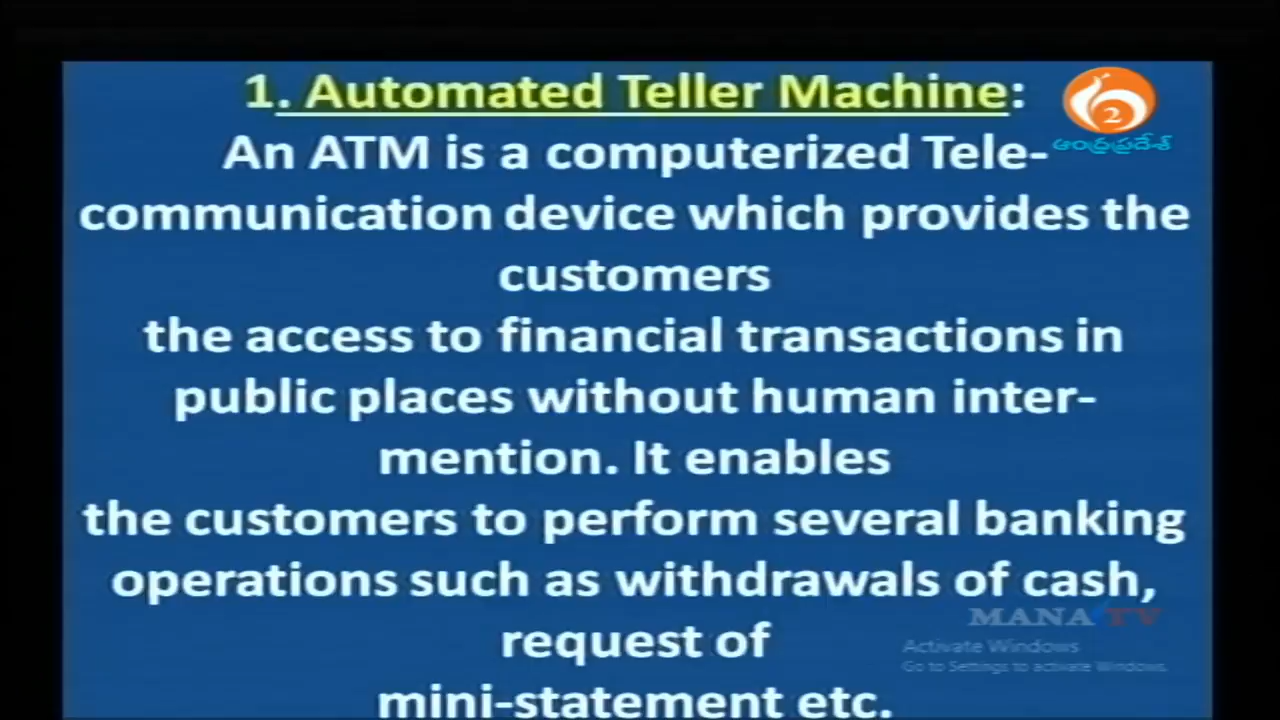 1. Automated Teller Machine:
2
ఆంధ్రప్రదేశ్
An ATM is a computerized Tele-
communication device which provides the
customers
the access to financial transactions in
public places without human inter-
mention. It enables
the customers to perform several banking
operations such as withdrawals of cash,
request of
mini-statement etc.
MANA TV
Activate Windows
Go to Settings to activate Windows.